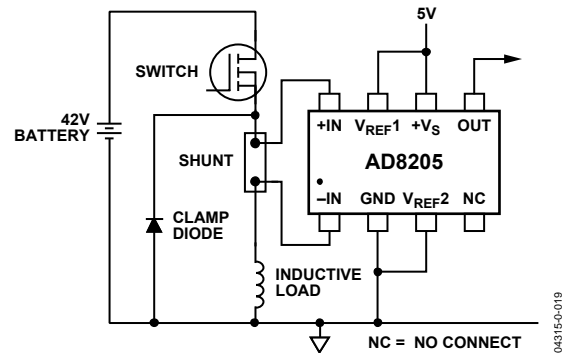 5V
SWITCH
42V
BATTERY
+IN VREF1 +VS OUT
SHUNT
AD8205
–IN GND VREF2 NC
CLAMP
DIODE
INDUCTIVE
LOAD
NC = NO CONNECT
04315-0-019